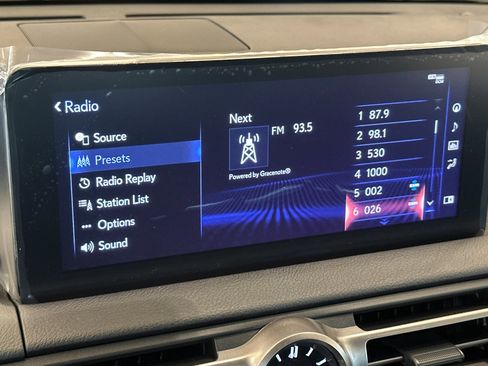 Radio
Source
Presets
Radio Replay
Station List
Options
Sound
Next
FM 93.5
Powered by Gracenote®
1 87.9
2 98.1
3 530
4 1000
5 002
6 026